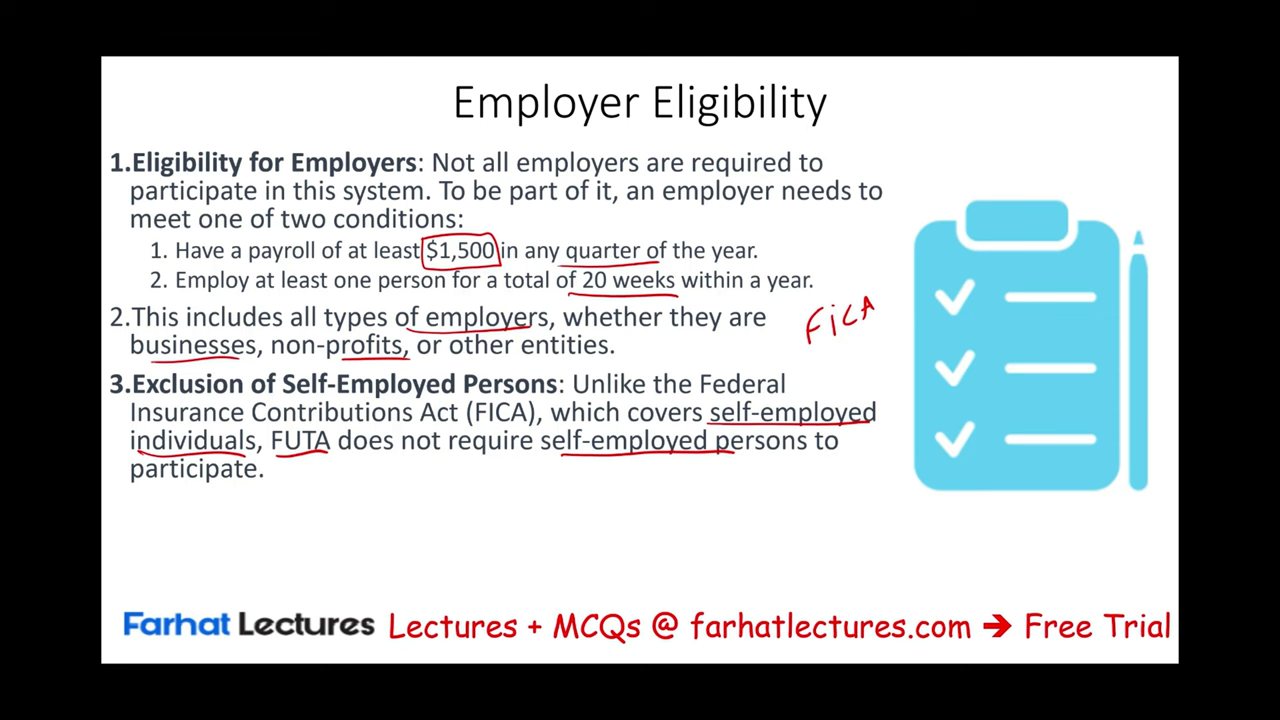 Employer Eligibility
1.Eligibility for Employers: Not all employers are required to
participate in this system. To be part of it, an employer needs to
meet one of two conditions:
1. Have a payroll of at least $1,500 in any quarter of the year.
2. Employ at least one person for a total of 20 weeks within a year.
2.This includes all types of employers, whether they are
businesses, non-profits, or other entities.
FiCA
3.Exclusion of Self-Employed Persons: Unlike the Federal
Insurance Contributions Act (FICA), which covers self-employed
individuals, FUTA does not require self-employed persons to
participate.
Farhat Lectures Lectures + MCQs @ farhatlectures.com → Free Trial